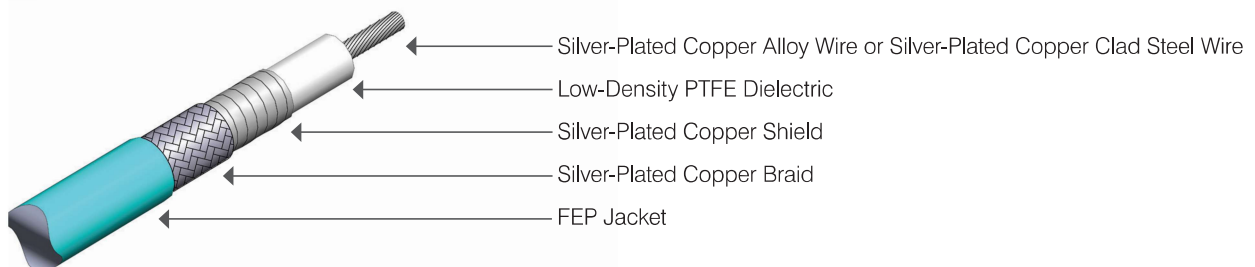 Silver-Plated Copper Alloy Wire or Silver-Plated Copper Clad Steel Wire
Low-Density PTFE Dielectric
Silver-Plated Copper Shield
Silver-Plated Copper Braid
FEP Jacket